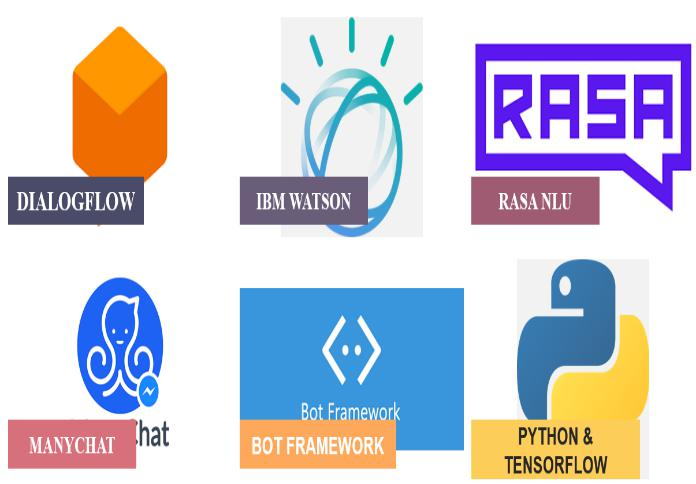 DIALOGFLOW
IBM WATSON
RASA
RASA NLU
hat
MANYCHAT
Bot Framework
BOT FRAMEWORK
PYTHON &
TENSORFLOW